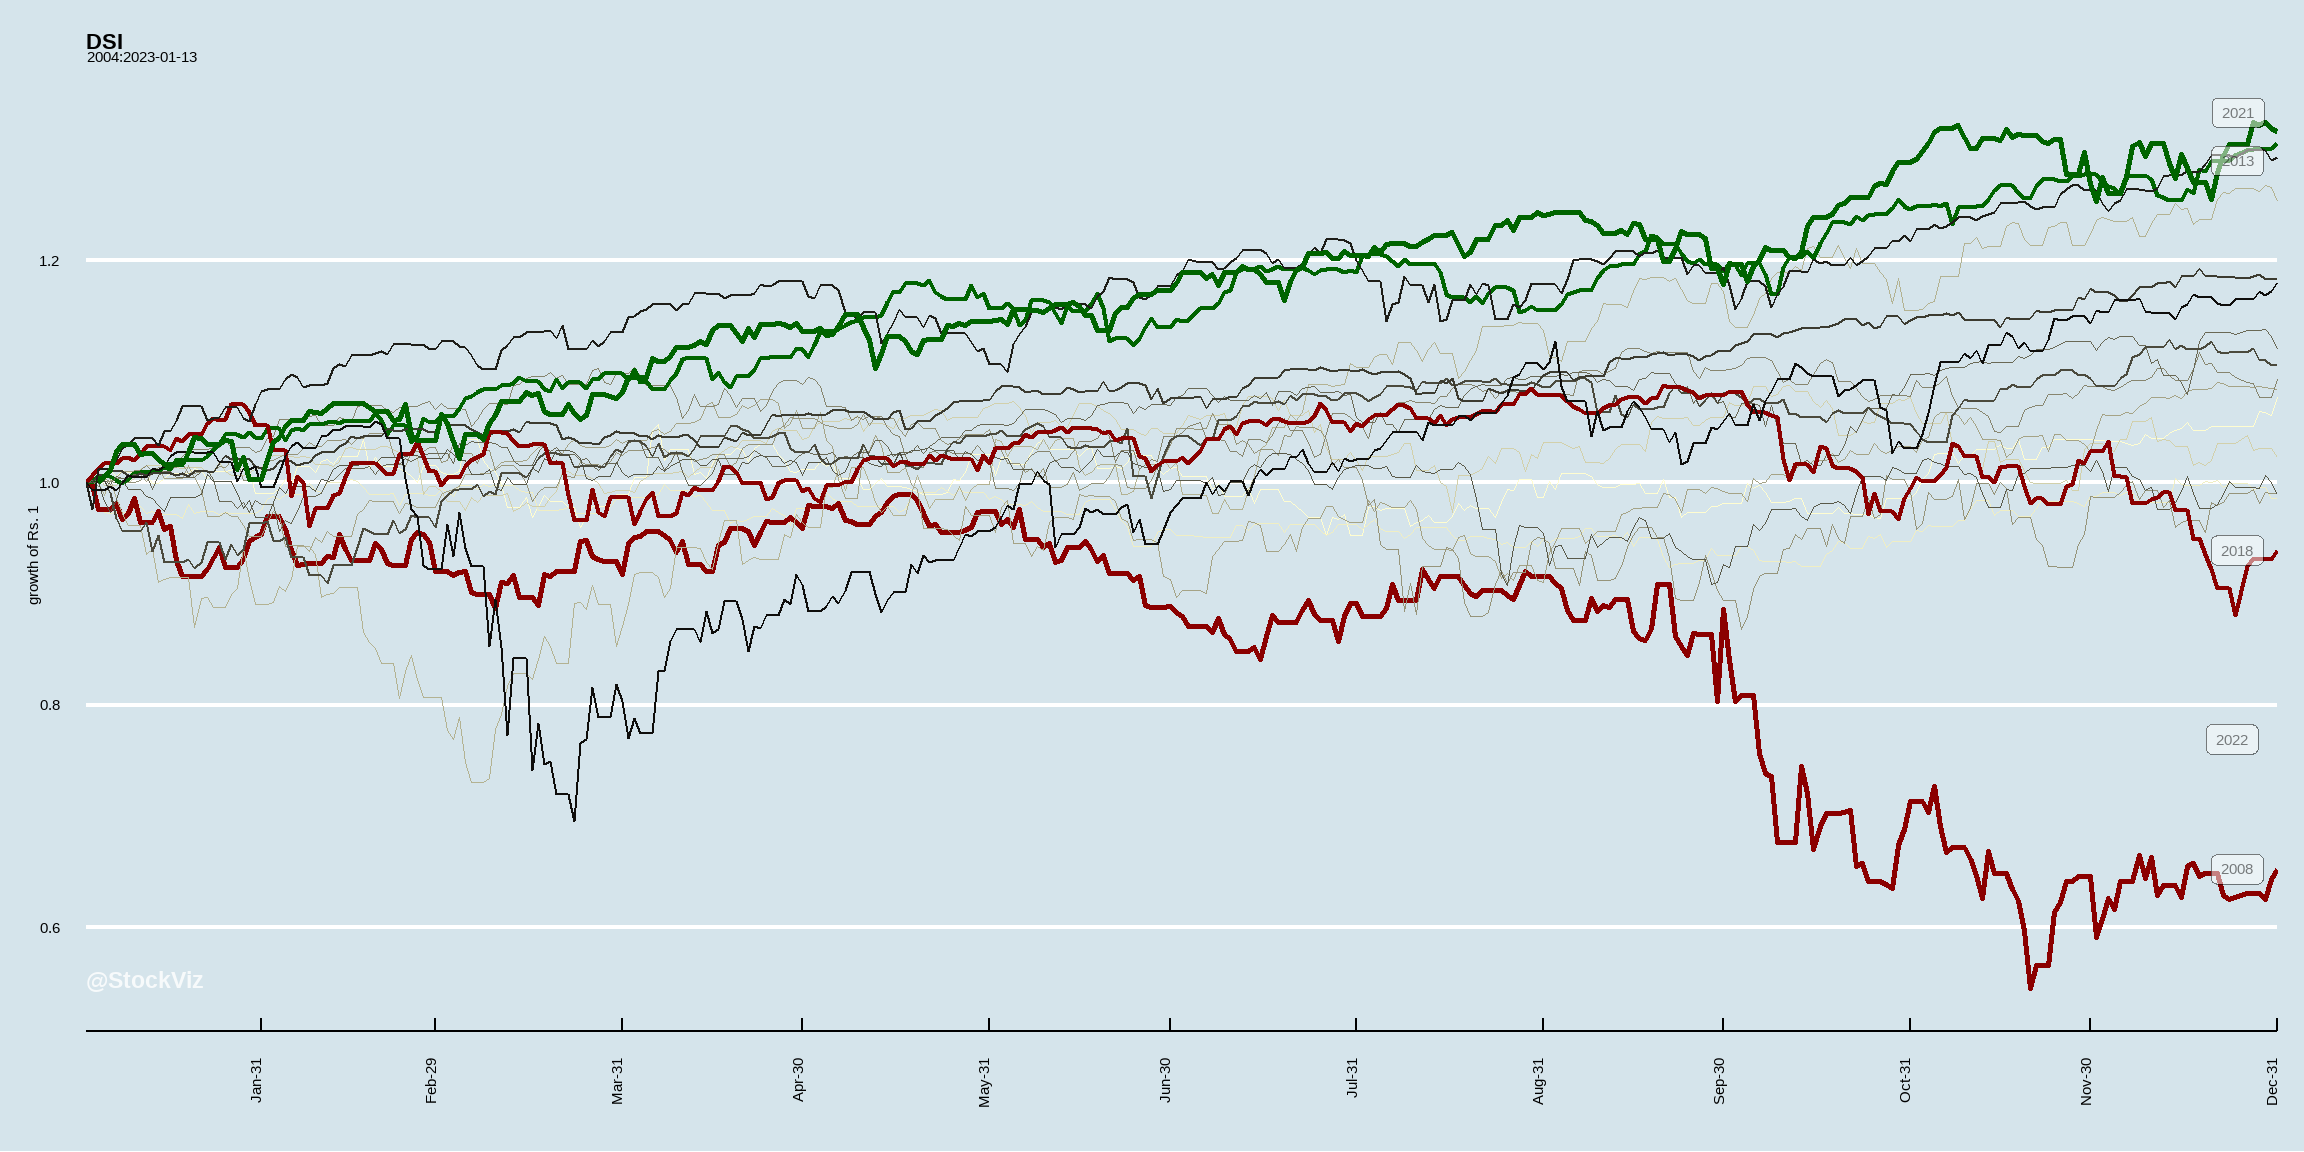 DSI
2004:2023-01-13
2021
2013
1.2
1.0
growth of Rs. 1
2018
0.8
2022
2008
0.6
@StockViz
Jan-31
Feb-29
Mar-31
Apr-30
May-31
Jun-30
Jul-31
Aug-31
Sep-30
Oct-31
Nov-30
Dec-31